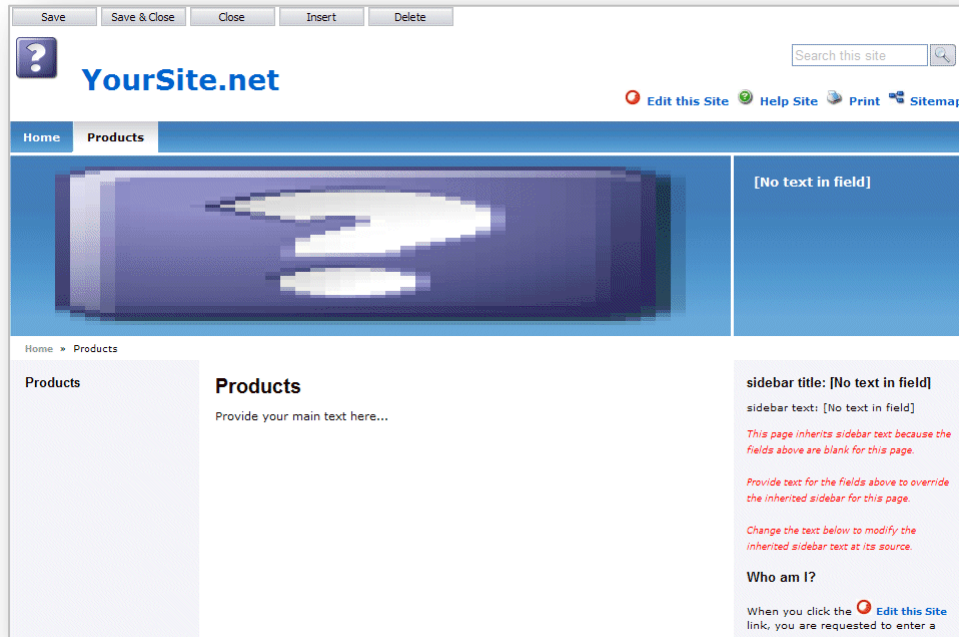 Save Save & Close Close Insert Delete
Search this site
YourSite.net
Edit this Site Help Site Print Sitemap
Home Products
[No text in field]
Home » Products
Products
Products
Provide your main text here...
sidebar title: [No text in field]
sidebar text: [No text in field]
This page inherits sidebar text because the
fields above are blank for this page.
Provide text for the fields above to override
the inherited sidebar for this page.
Change the text below to modify the
inherited sidebar text at its source.
Who am I?
When you click the Edit this Site
link, you are requested to enter a